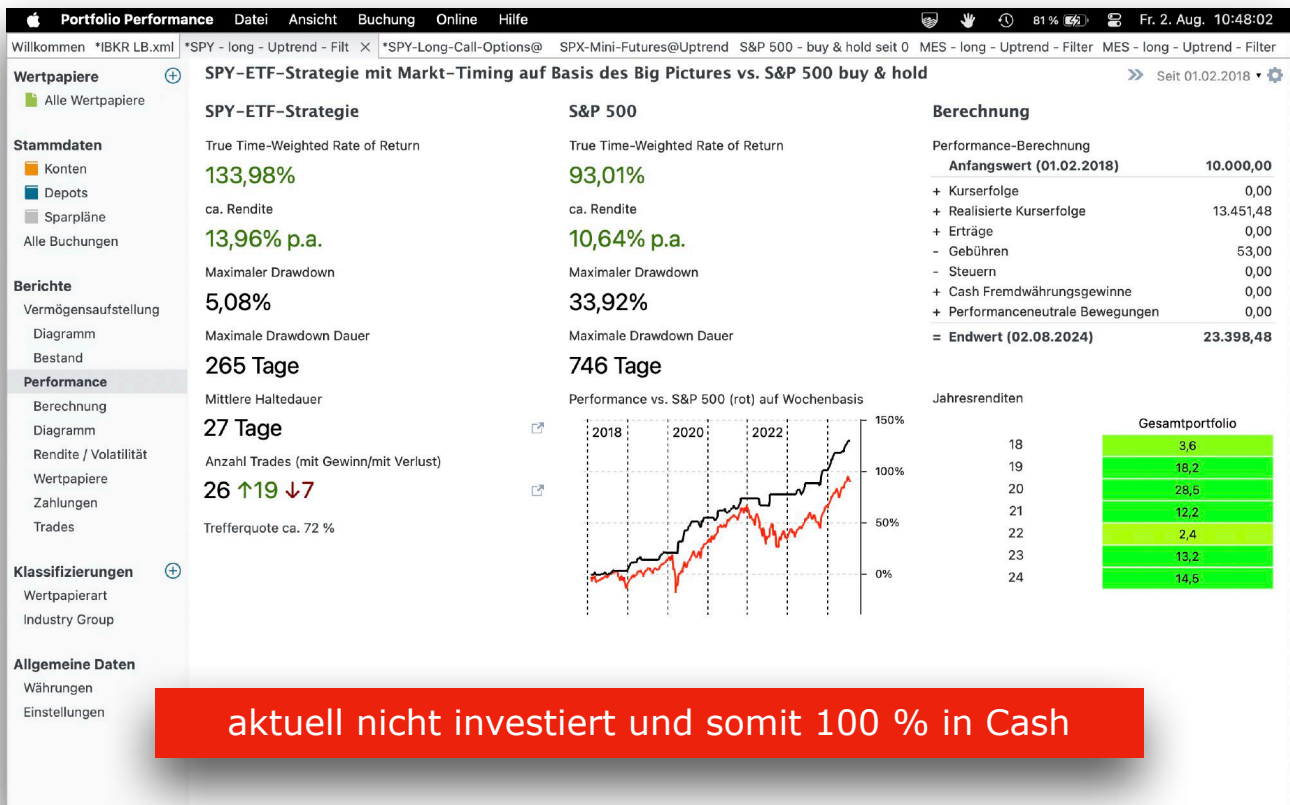 Portfolio Performance Datei Ansicht Buchung Online Hilfe 81 % Fr. 2. Aug. 10:48:02
Willkommen *IBKR LB.xml *SPY - long - Uptrend - Filt *SPY-Long-Call-Options@ SPX-Mini-Futures@Uptrend S&P 500 - buy & hold seit 0 MES - long - Uptrend - Filter MES - long - Uptrend - Filter
Wertpapiere
Alle Wertpapiere
Stammdaten
Konten
Depots
Sparpläne
Alle Buchungen
Berichte
Vermögensaufstellung
Diagramm
Bestand
Performance
Berechnung
Diagramm
Rendite / Volatilität
Wertpapiere
Zahlungen
Trades
Klassifizierungen
Wertpapierart
Industry Group
Allgemeine Daten
Währungen
Einstellungen
SPY-ETF-Strategie mit Markt-Timing auf Basis des Big Pictures vs. S&P 500 buy & hold
Seit 01.02.2018
SPY-ETF-Strategie
True Time-Weighted Rate of Return
133,98%
ca. Rendite
13,96% p.a.
Maximaler Drawdown
5,08%
Maximale Drawdown Dauer
265 Tage
Mittlere Haltedauer
27 Tage
Anzahl Trades (mit Gewinn/mit Verlust)
26 ↑19 ↓7
Trefferquote ca. 72 %
S&P 500
True Time-Weighted Rate of Return
93,01%
ca. Rendite
10,64% p.a.
Maximaler Drawdown
33,92%
Maximale Drawdown Dauer
746 Tage
Performance vs. S&P 500 (rot) auf Wochenbasis
2018 2020 2022
150%
100%
50%
0%
Berechnung
Performance-Berechnung
Anfangswert (01.02.2018) 10.000,00
+ Kurserfolge 0,00
+ Realisierte Kurserfolge 13.451,48
+ Erträge 0,00
- Gebühren 53,00
- Steuern 0,00
+ Cash Fremdwährungsgewinne 0,00
+ Performanceneutrale Bewegungen 0,00
= Endwert (02.08.2024) 23.398,48
Jahresrenditen
Gesamtportfolio
18 3,6
19 18,2
20 28,5
21 12,2
22 2,4
23 13,2
24 14,5
aktuell nicht investiert und somit 100 % in Cash